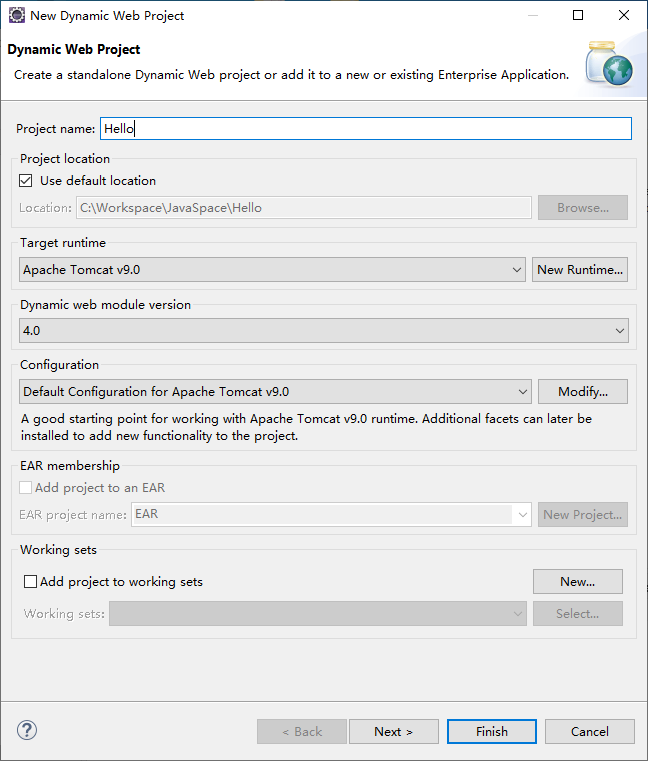 New Dynamic Web Project
Dynamic Web Project
Create a standalone Dynamic Web project or add it to a new or existing Enterprise Application.
Project name: Hello
Project location
Use default location
Location: C:\Workspace\JavaSpace\Hello Browse...
Target runtime
Apache Tomcat v9.0 New Runtime...
Dynamic web module version
4.0
Configuration
Default Configuration for Apache Tomcat v9.0 Modify...
A good starting point for working with Apache Tomcat v9.0 runtime. Additional facets can later be
installed to add new functionality to the project.
EAR membership
Add project to an EAR
EAR project name: EAR New Project...
Working sets
Add project to working sets New...
Working sets: Select...
? < Back Next > Finish Cancel